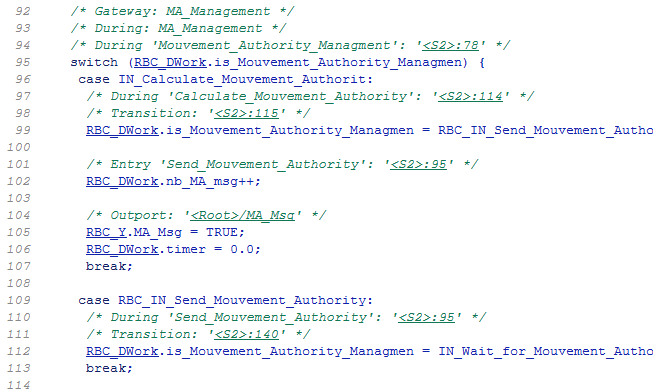 92 /* Gateway: MA_Management */
93 /* During: MA_Management */
94 /* During 'Mouvement_Authority_Managment': '<S2>:78' */
95 switch (RBC_DWork.is_Mouvement_Authority_Managmen) {
96 case IN_Calculate_Mouvement_Authorit:
97 /* During 'Calculate_Mouvement_Authority': '<S2>:114' */
98 /* Transition: '<S2>:115' */
99 RBC_DWork.is_Mouvement_Authority_Managmen = RBC_IN_Send_Mouvement_Autho
100
101 /* Entry 'Send_Mouvement_Authority': '<S2>:95' */
102 RBC_DWork.nb_MA_msg++;
103
104 /* Outport: '<Root>/MA_Msg' */
105 RBC_Y.MA_Msg = TRUE;
106 RBC_DWork.timer = 0.0;
107 break;
108
109 case RBC_IN_Send_Mouvement_Authority:
110 /* During 'Send_Mouvement_Authority': '<S2>:95' */
111 /* Transition: '<S2>:140' */
112 RBC_DWork.is_Mouvement_Authority_Managmen = IN_Wait_for_Mouvement_Autho
113 break;
114